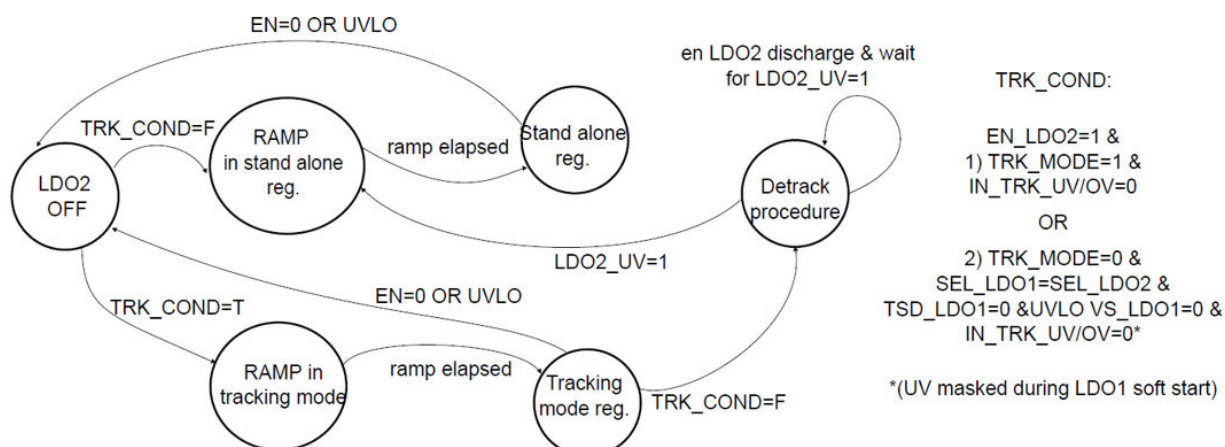 EN=0 OR UVLO
en LDO2 discharge & wait
for LDO2_UV=1
TRK_COND:
TRK_COND=F
RAMP
in stand alone
reg.
ramp elapsed
Stand alone
reg.
EN_LDO2=1 &
1) TRK_MODE=1 &
IN_TRK_UV/OV=0
LDO2
OFF
Detrack
procedure
OR
LDO2_UV=1
2) TRK_MODE=0 &
SEL_LDO1=SEL_LDO2 &
TSD_LDO1=0 &UVLO VS_LDO1=0 &
IN_TRK_UV/OV=0*
EN=0 OR UVLO
TRK_COND=T
RAMP in
tracking mode
ramp elapsed
Tracking
mode reg.
TRK_COND=F
*(UV masked during LDO1 soft start)